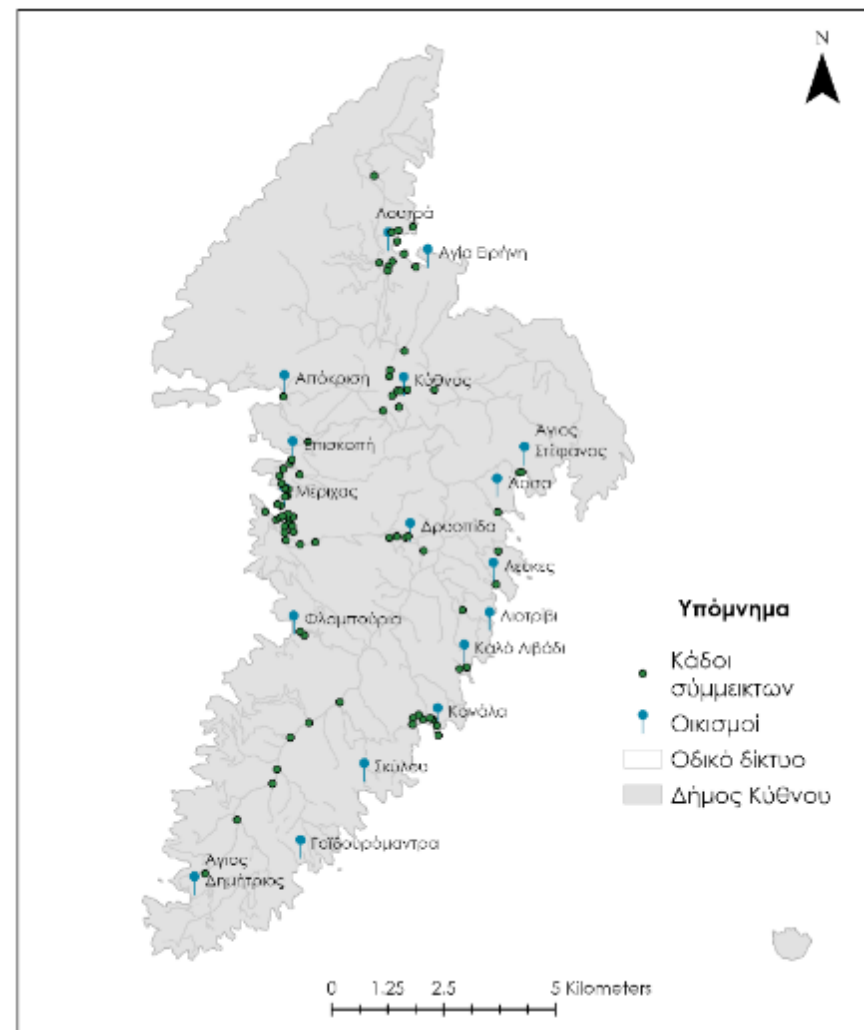 N
Λουτρά
Αγία Ειρήνη
Απόκριση
Κύθνος
Άγιος
Στέφανος
Επισκοπή
Μέριχας
Λιοτρίβι
Δρυοπίδα
Λεύκες
Φλαμπούρια
Καλό Λιβάδι
Κανάλα
Σκύλου
Γαϊδουρόμαντρα
Άγιος
Δημήτριος
Υπόμνημα
Κάδοι
σύμμεικτων
Οικισμοί
Οδικό δίκτυο
Δήμος Κύθνου
0 1.25 2.5 5 Kilometers